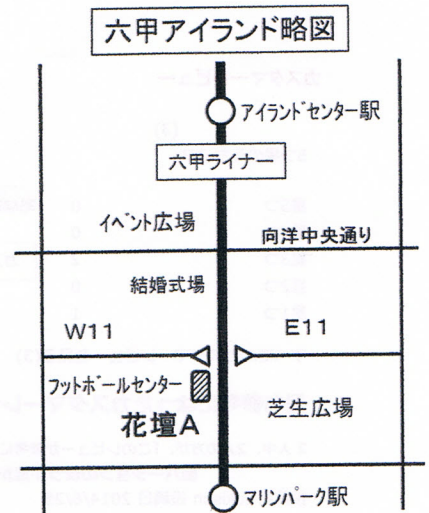 六甲アイランド略図
アイランドセンター駅
六甲ライナー
イベント広場
向洋中央通り
結婚式場
W11
E11
フットボールセンター
芝生広場
花壇A
マリンパーク駅